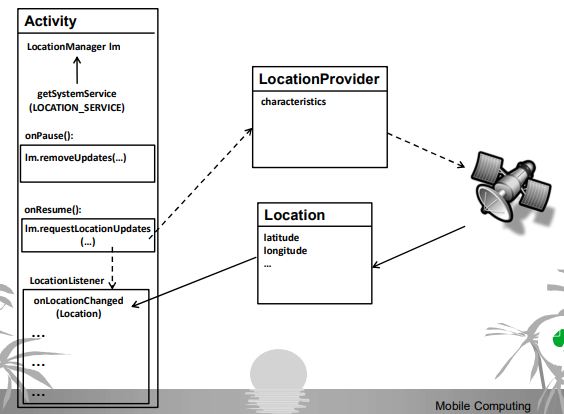 Activity
LocationManager lm
getSystemService
(LOCATION_SERVICE)
onPause():
lm.removeUpdates(...)
onResume():
lm.requestLocationUpdates
(...)
LocationListener
onLocationChanged
(Location)
...
...
...
LocationProvider
characteristics
Location
latitude
longitude
...
Mobile Computing